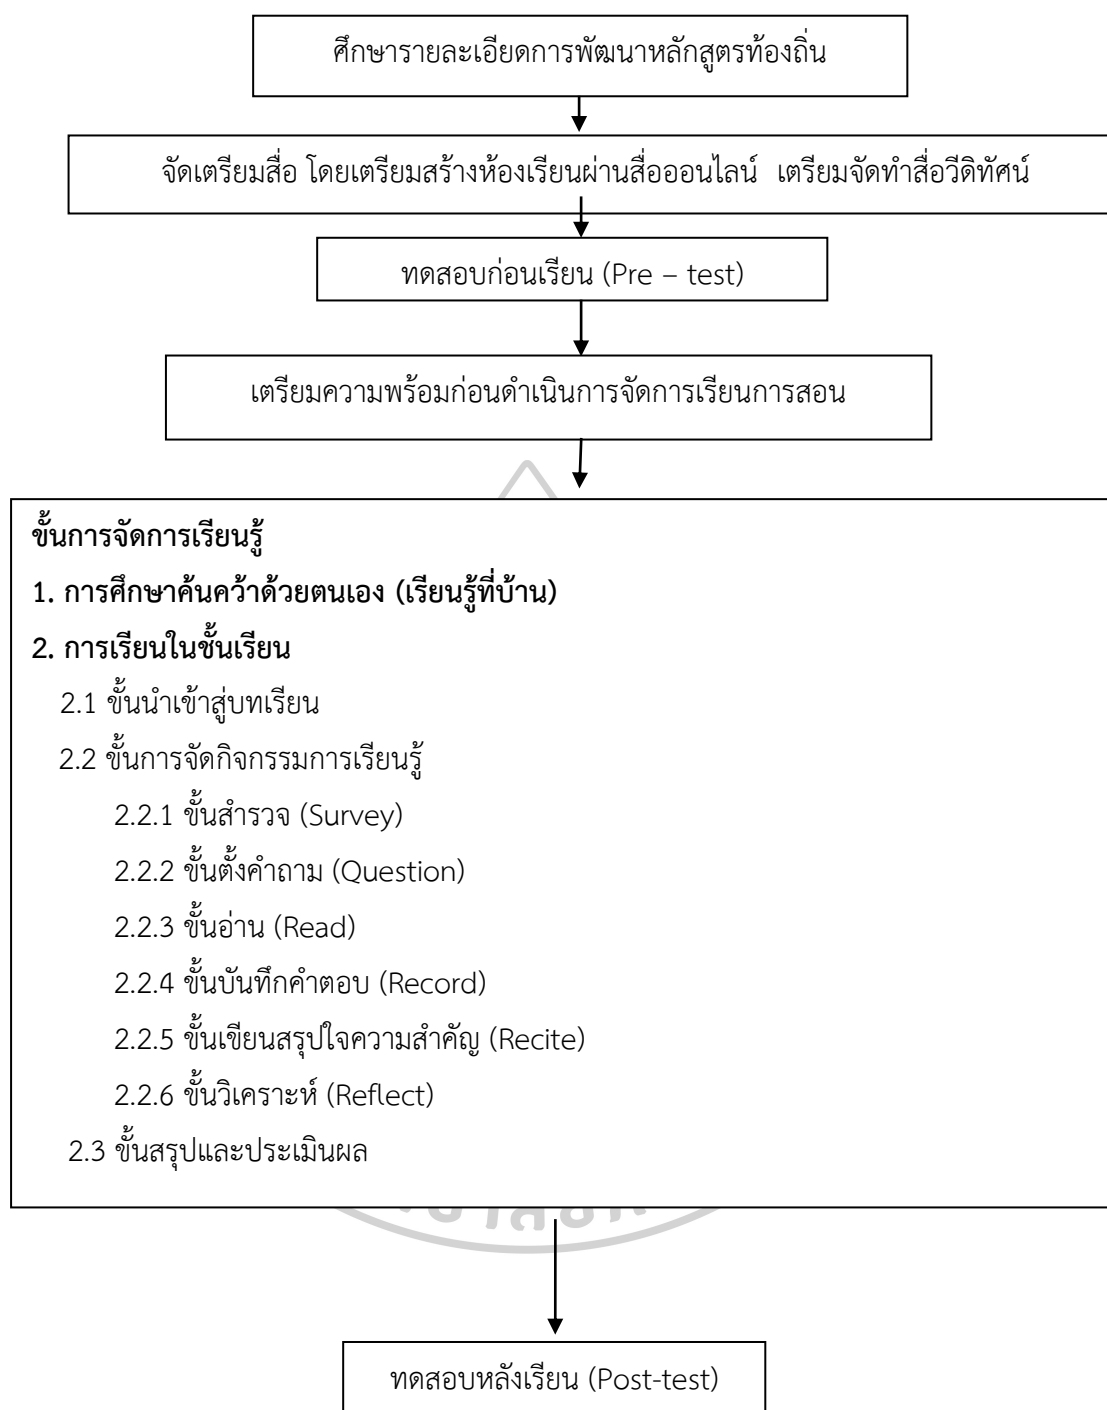 ศึกษารายละเอียดการพัฒนาหลักสูตรท้องถิ่น
จัดเตรียมสื่อ โดยเตรียมสร้างห้องเรียนผ่านสื่อออนไลน์ เตรียมจัดทำสื่อวีดิทัศน์
ทดสอบก่อนเรียน (Pre – test)
เตรียมความพร้อมก่อนดำเนินการจัดการเรียนการสอน
ขั้นการจัดการเรียนรู้
1. การศึกษาค้นคว้าด้วยตนเอง (เรียนรู้ที่บ้าน)
2. การเรียนในชั้นเรียน
2.1 ขั้นนำเข้าสู่บทเรียน
2.2 ขั้นการจัดกิจกรรมการเรียนรู้
2.2.1 ขั้นสำรวจ (Survey)
2.2.2 ขั้นตั้งคำถาม (Question)
2.2.3 ขั้นอ่าน (Read)
2.2.4 ขั้นบันทึกคำตอบ (Record)
2.2.5 ขั้นเขียนสรุปใจความสำคัญ (Recite)
2.2.6 ขั้นวิเคราะห์ (Reflect)
2.3 ขั้นสรุปและประเมินผล
ทดสอบหลังเรียน (Post-test)